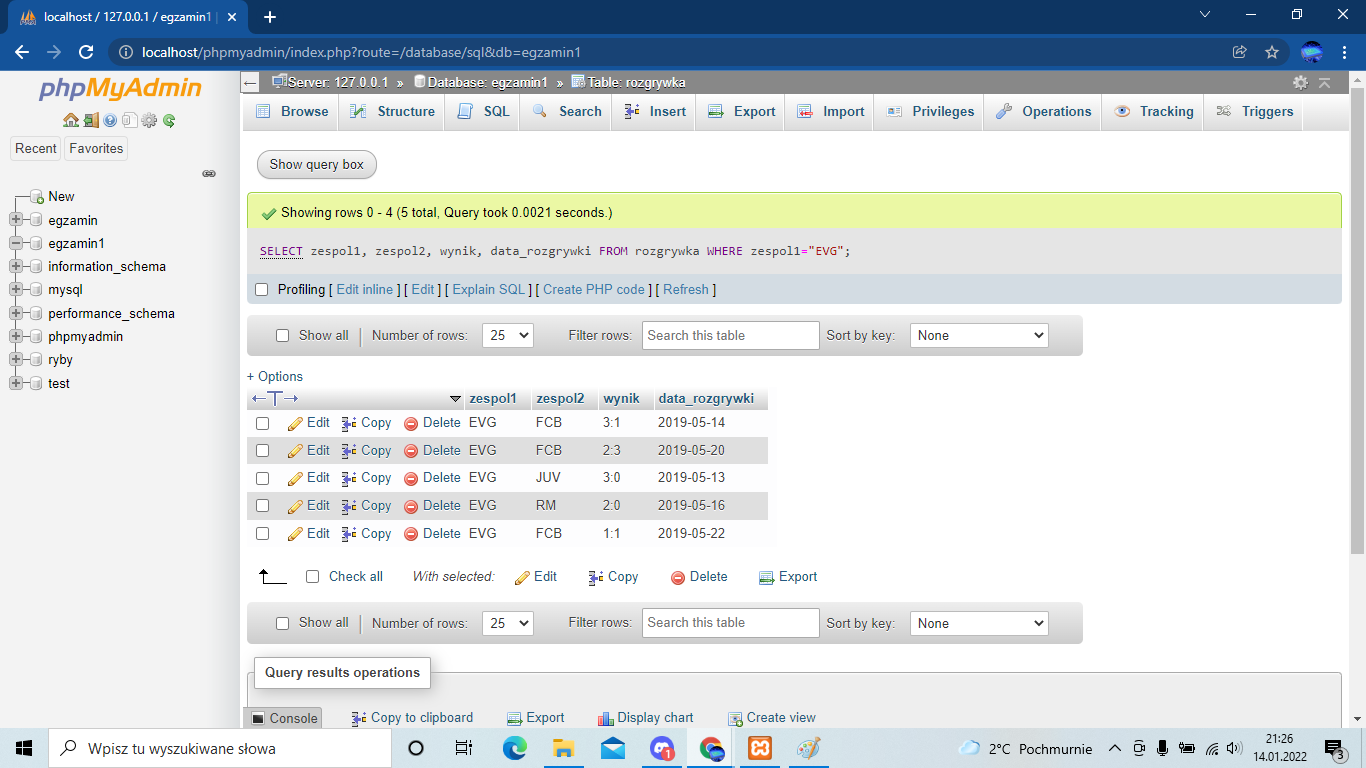 localhost / 127.0.0.1 / egzamin1 |
localhost/phpmyadmin/index.php?route=/database/sql&db=egzamin1
phpMyAdmin
Recent Favorites
New
egzamin
egzamin1
information_schema
mysql
performance_schema
phpmyadmin
ryby
test
Server: 127.0.0.1 » Database: egzamin1 » Table: rozgrywka
Browse Structure SQL Search Insert Export Import Privileges Operations Tracking Triggers
Show query box
Showing rows 0 - 4 (5 total, Query took 0.0021 seconds.)
SELECT zespol1, zespol2, wynik, data_rozgrywki FROM rozgrywka WHERE zespol1="EVG";
Profiling [ Edit inline ] [ Edit ] [ Explain SQL ] [ Create PHP code ] [ Refresh ]
Show all | Number of rows: 25 Filter rows: Search this table Sort by key: None
+ Options
←T→ zespol1 zespol2 wynik data_rozgrywki
Edit Copy Delete EVG FCB 3:1 2019-05-14
Edit Copy Delete EVG FCB 2:3 2019-05-20
Edit Copy Delete EVG JUV 3:0 2019-05-13
Edit Copy Delete EVG RM 2:0 2019-05-16
Edit Copy Delete EVG FCB 1:1 2019-05-22
Check all With selected: Edit Copy Delete Export
Show all | Number of rows: 25 Filter rows: Search this table Sort by key: None
Query results operations
Console Copy to clipboard Export Display chart Create view
Wpisz tu wyszukiwane słowa 1 2°C Pochmurnie 21:26
14.01.2022 3